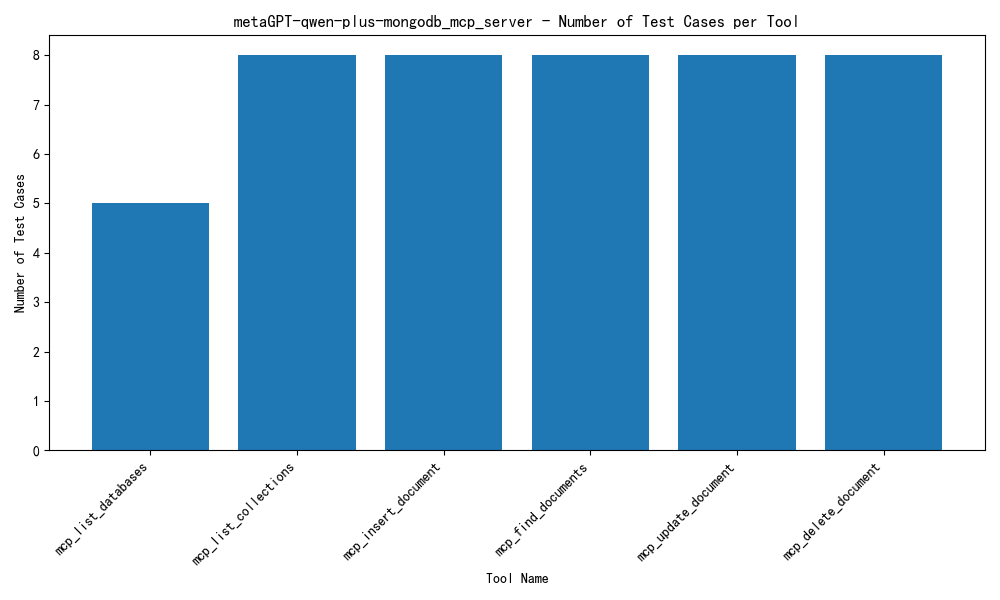 metaGPT-qwen-plus-mongodb_mcp_server - Number of Test Cases per Tool
Number of Test Cases
8
7
6
5
4
3
2
1
0
mcp_list_databases
mcp_list_collections
mcp_insert_document
mcp_find_documents
mcp_update_document
mcp_delete_document
Tool Name